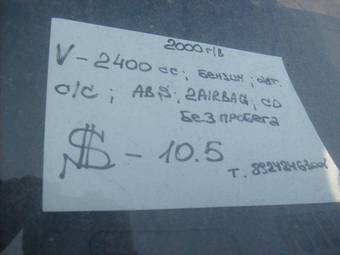 2000 г/в
V - 2400 cc; бензин; авт.
c/c; ABS, 2AIRBAG, CD
без пробега
$ - 10.5
т.